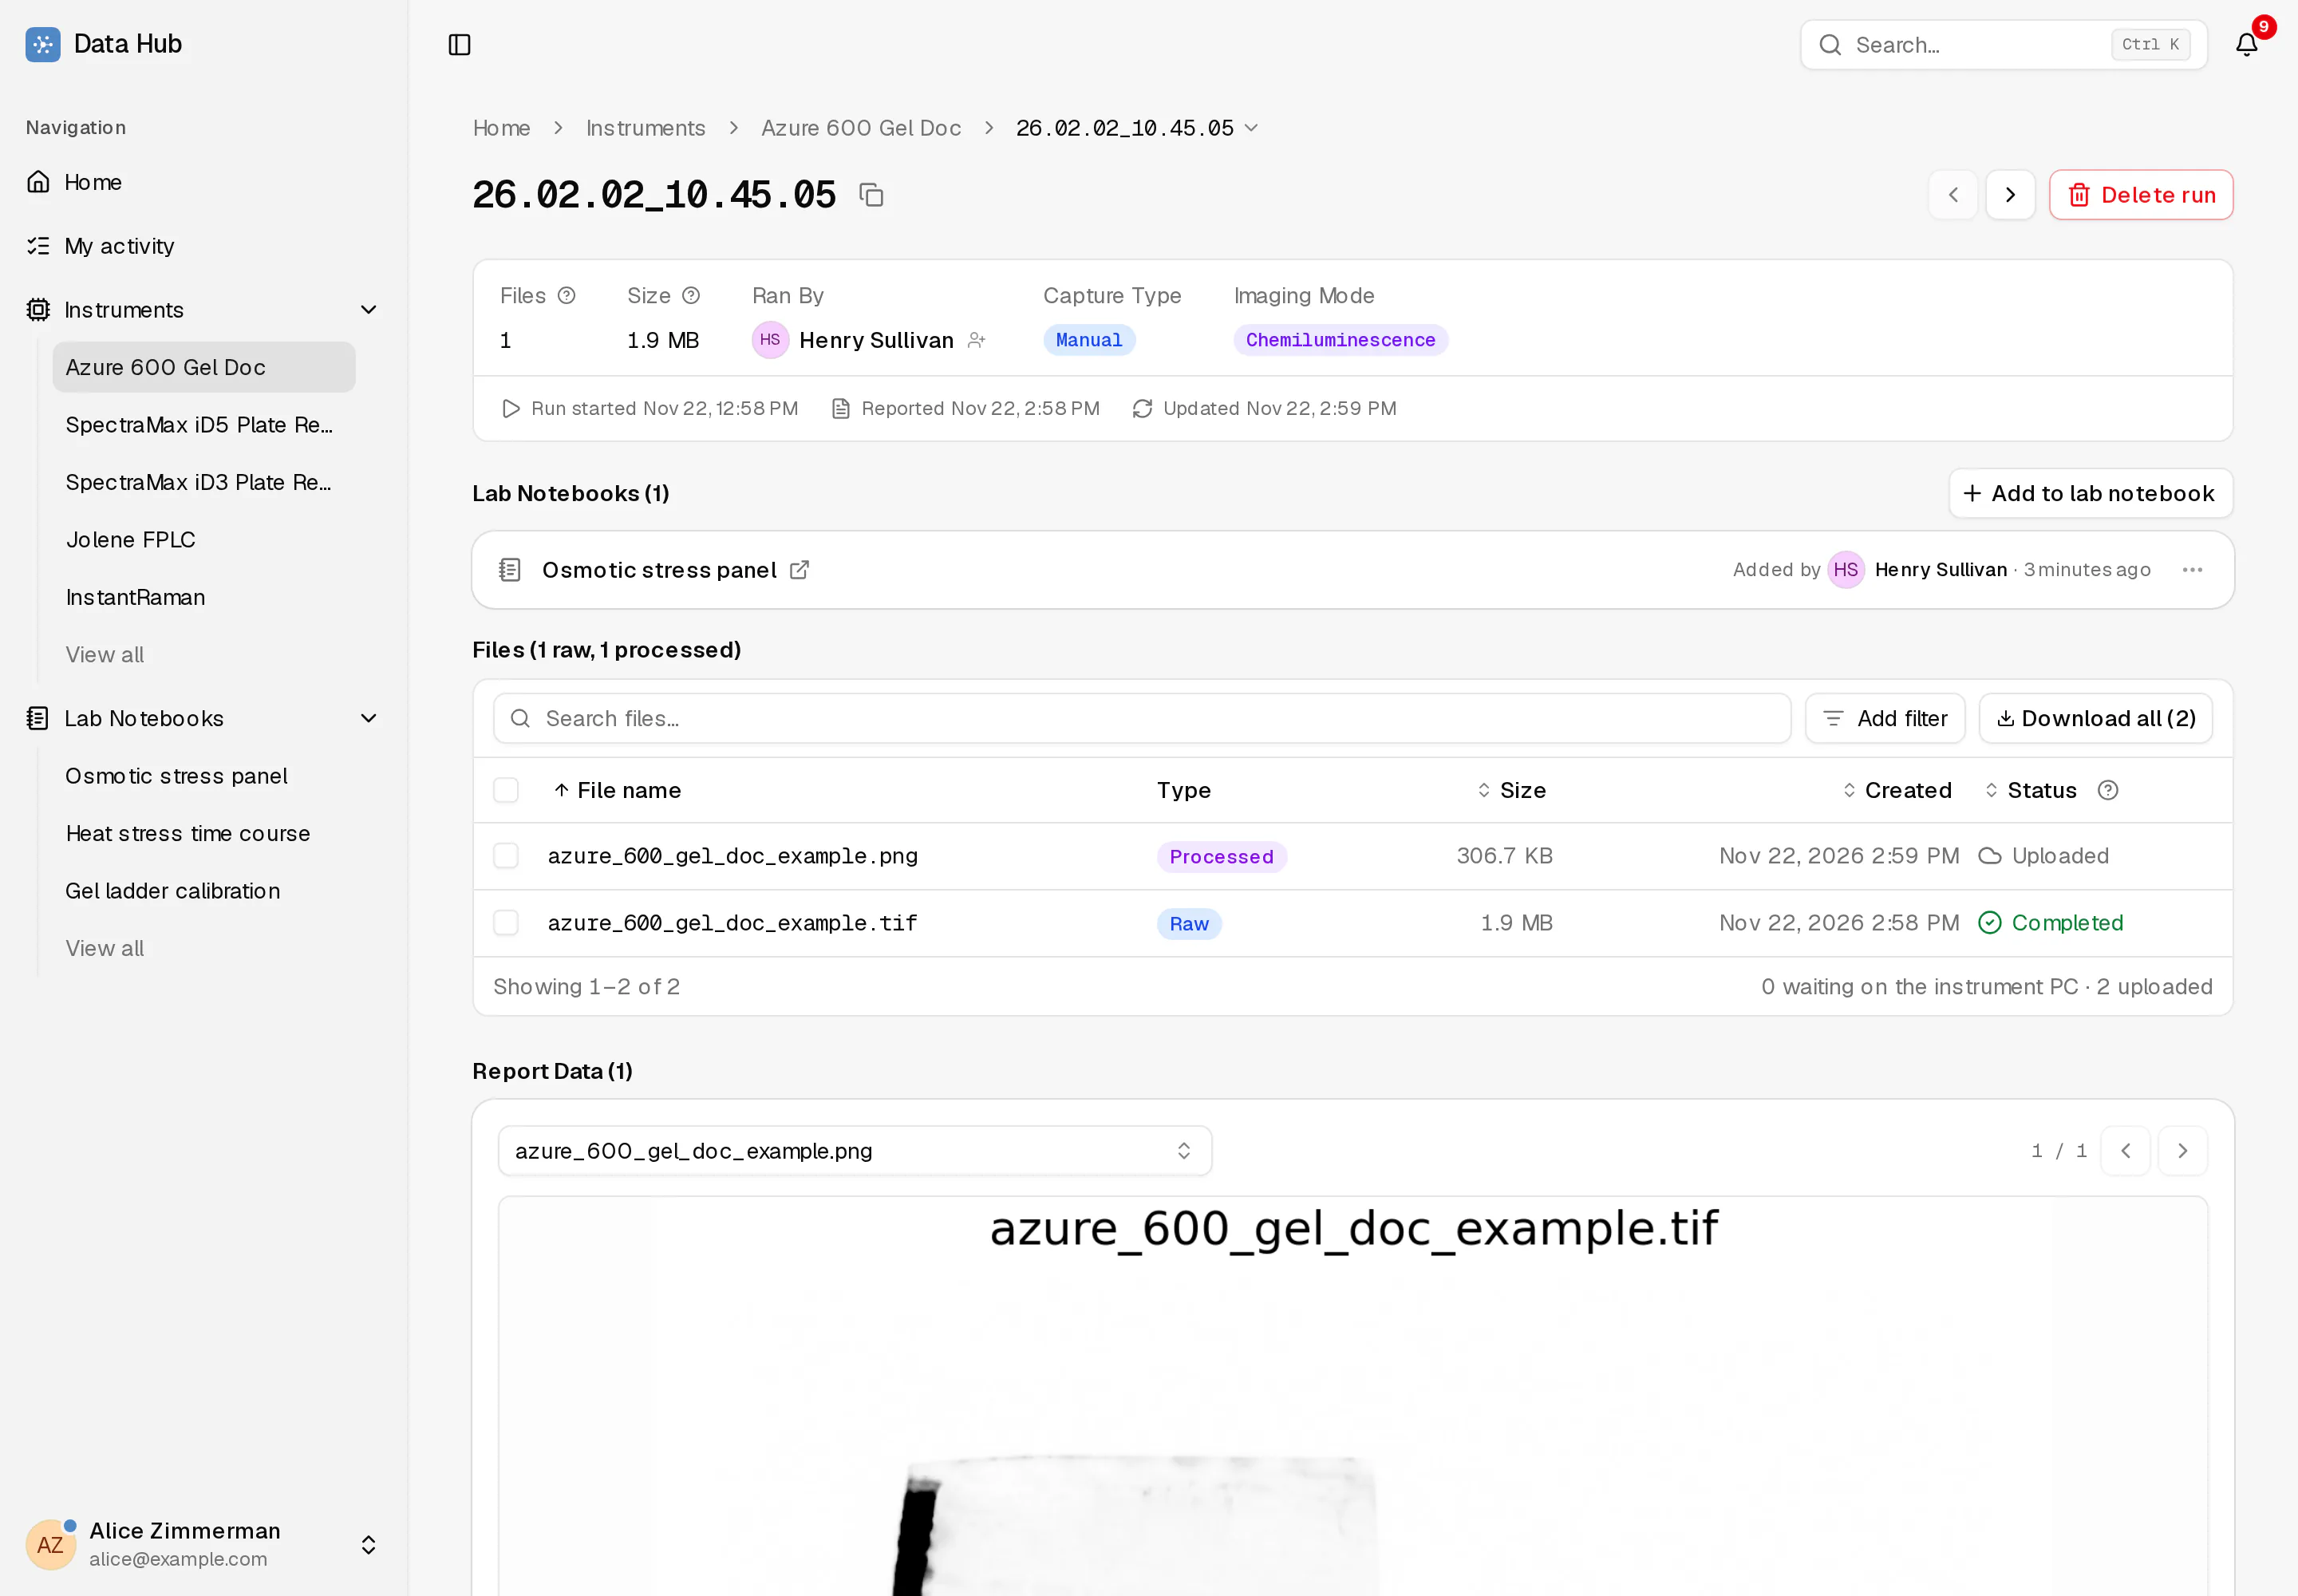 Data Hub
Search...
Ctrl K
9
Navigation
Home
My activity
Instruments
Azure 600 Gel Doc
SpectraMax iD5 Plate Re...
SpectraMax iD3 Plate Re...
Jolene FPLC
InstantRaman
View all
Lab Notebooks
Osmotic stress panel
Heat stress time course
Gel ladder calibration
View all
AZ
Alice Zimmerman
alice@example.com
Home > Instruments > Azure 600 Gel Doc > 26.02.02_10.45.05
26.02.02_10.45.05
Delete run
Files Size Ran By Capture Type Imaging Mode
1 1.9 MB HS Henry Sullivan Manual Chemiluminescence
Run started Nov 22, 12:58 PM Reported Nov 22, 2:58 PM Updated Nov 22, 2:59 PM
Lab Notebooks (1)
+ Add to lab notebook
Osmotic stress panel Added by HS Henry Sullivan · 3 minutes ago
Files (1 raw, 1 processed)
Search files...
Add filter
Download all (2)
File name Type Size Created Status
azure_600_gel_doc_example.png Processed 306.7 KB Nov 22, 2026 2:59 PM Uploaded
azure_600_gel_doc_example.tif Raw 1.9 MB Nov 22, 2026 2:58 PM Completed
Showing 1–2 of 2 0 waiting on the instrument PC · 2 uploaded
Report Data (1)
azure_600_gel_doc_example.png 1 / 1
azure_600_gel_doc_example.tif